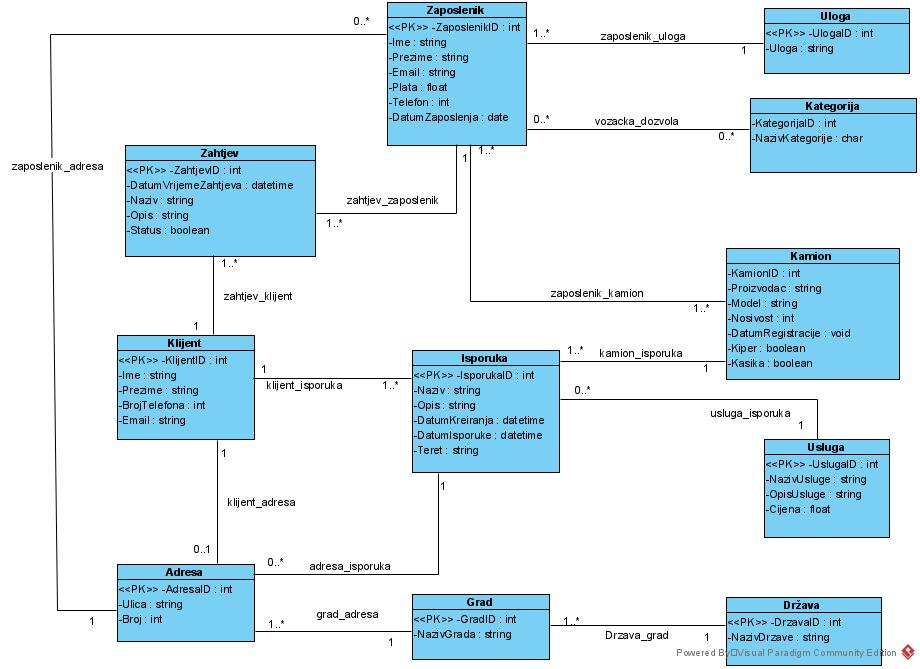 Zaposlenik
<<PK>> -ZaposlenikID : int
-Ime : string
-Prezime : string
-Email : string
-Plata : float
-Telefon : int
-DatumZaposlenja : date
0..*
1..*
zaposlenik_uloga
1
Uloga
<<PK>> -UlogaID : int
-Uloga : string
0..*
vozacka_dozvola
0..*
Kategorija
-KategorijaID : int
-NazivKategorije : char
zaposlenik_adresa
Zahtjev
<<PK>> -ZahtjevID : int
-DatumVrijemeZahtjeva : datetime
-Naziv : string
-Opis : string
-Status : boolean
1
1..*
zahtjev_zaposlenik
1..*
1..*
zahtjev_klijent
1
zaposlenik_kamion
1..*
Kamion
-KamionID : int
-Proizvodac : string
-Model : string
-Nosivost : int
-DatumRegistracije : void
-Kiper : boolean
-Kasika : boolean
Klijent
<<PK>> -KlijentID : int
-Ime : string
-Prezime : string
-BrojTelefona : int
-Email : string
1
klijent_isporuka
1..*
Isporuka
<<PK>> -IsporukaID : int
-Naziv : string
-Opis : string
-DatumKreiranja : datetime
-DatumIsporuke : datetime
-Teret : string
1..*
kamion_isporuka
1
0..*
usluga_isporuka
1
Usluga
<<PK>> -UslugaID : int
-NazivUsluge : string
-OpisUsluge : string
-Cijena : float
1
klijent_adresa
0..1
1
0..*
adresa_isporuka
Adresa
<<PK>> -AdresaID : int
-Ulica : string
-Broj : int
1
1..*
grad_adresa
1
Grad
<<PK>> -GradID : int
-NazivGrada : string
1..*
Drzava_grad
1
Država
<<PK>> -DrzavaID : int
-NazivDrzave : string
Powered By Visual Paradigm Community Edition